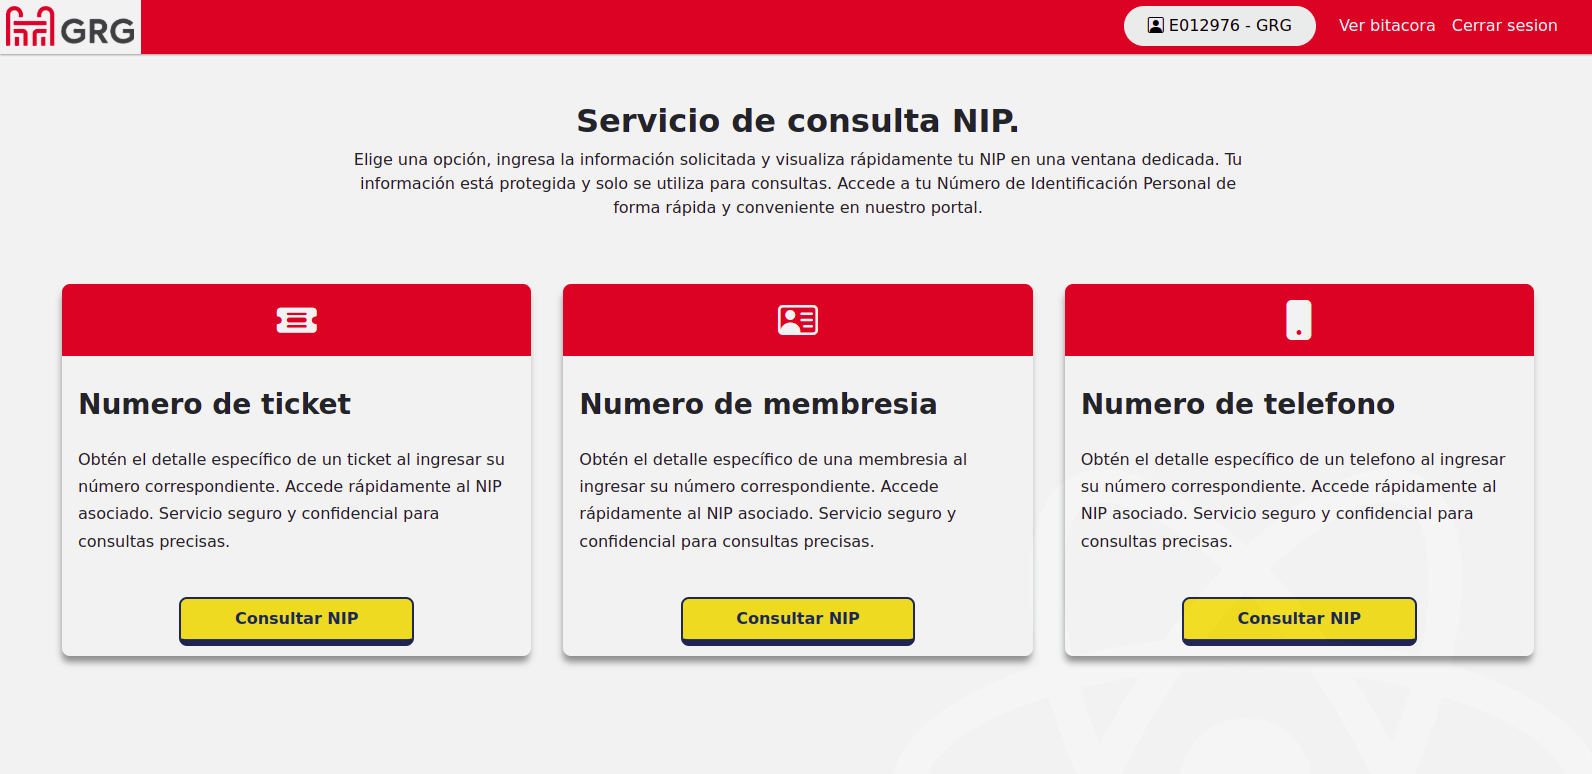 GRG
E012976 - GRG
Ver bitacora
Cerrar sesion
Servicio de consulta NIP.
Elige una opción, ingresa la información solicitada y visualiza rápidamente tu NIP en una ventana dedicada. Tu
información está protegida y solo se utiliza para consultas. Accede a tu Número de Identificación Personal de
forma rápida y conveniente en nuestro portal.
Numero de ticket
Obtén el detalle específico de un ticket al ingresar su
número correspondiente. Accede rápidamente al NIP
asociado. Servicio seguro y confidencial para
consultas precisas.
Consultar NIP
Numero de membresia
Obtén el detalle específico de una membresia al
ingresar su número correspondiente. Accede
rápidamente al NIP asociado. Servicio seguro y
confidencial para consultas precisas.
Consultar NIP
Numero de telefono
Obtén el detalle específico de un telefono al ingresar
su número correspondiente. Accede rápidamente al
NIP asociado. Servicio seguro y confidencial para
consultas precisas.
Consultar NIP